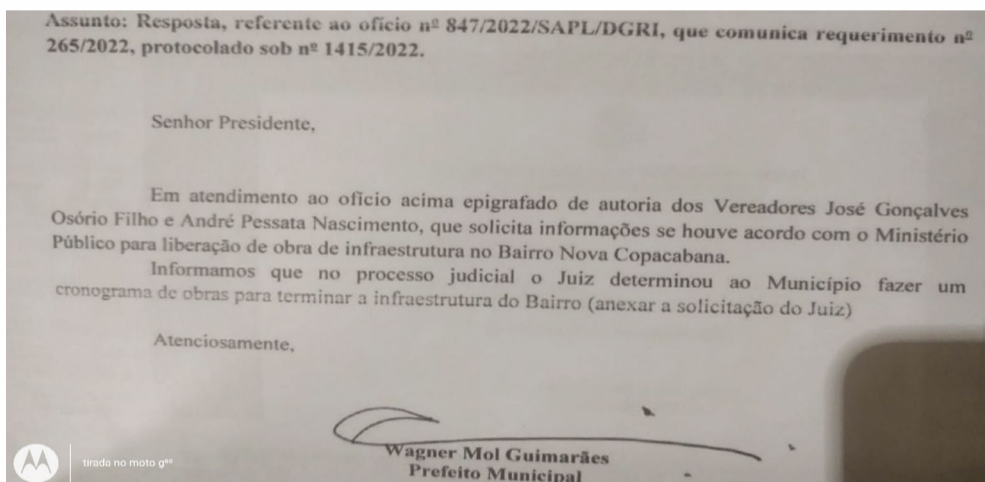 Assunto: Resposta, referente ao ofício nº 847/2022/SAPL/DGRI, que comunica requerimento nº
265/2022, protocolado sob nº 1415/2022.
Senhor Presidente,
Em atendimento ao ofício acima epigrafado de autoria dos Vereadores José Gonçalves
Osório Filho e André Pessata Nascimento, que solicita informações se houve acordo com o Ministério
Público para liberação de obra de infraestrutura no Bairro Nova Copacabana.
Informamos que no processo judicial o Juiz determinou ao Município fazer um
cronograma de obras para terminar a infraestrutura do Bairro (anexar a solicitação do Juiz)
Atenciosamente,
Wagner Mol Guimarães
Prefeito Municipal
tirada no moto